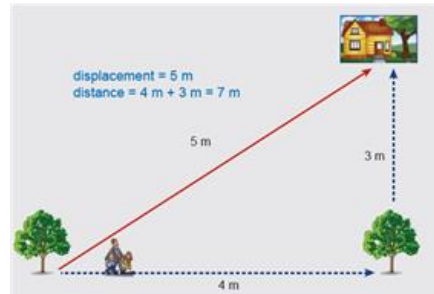 displacement = 5 m
distance = 4 m + 3 m = 7 m
5 m
3 m
4 m